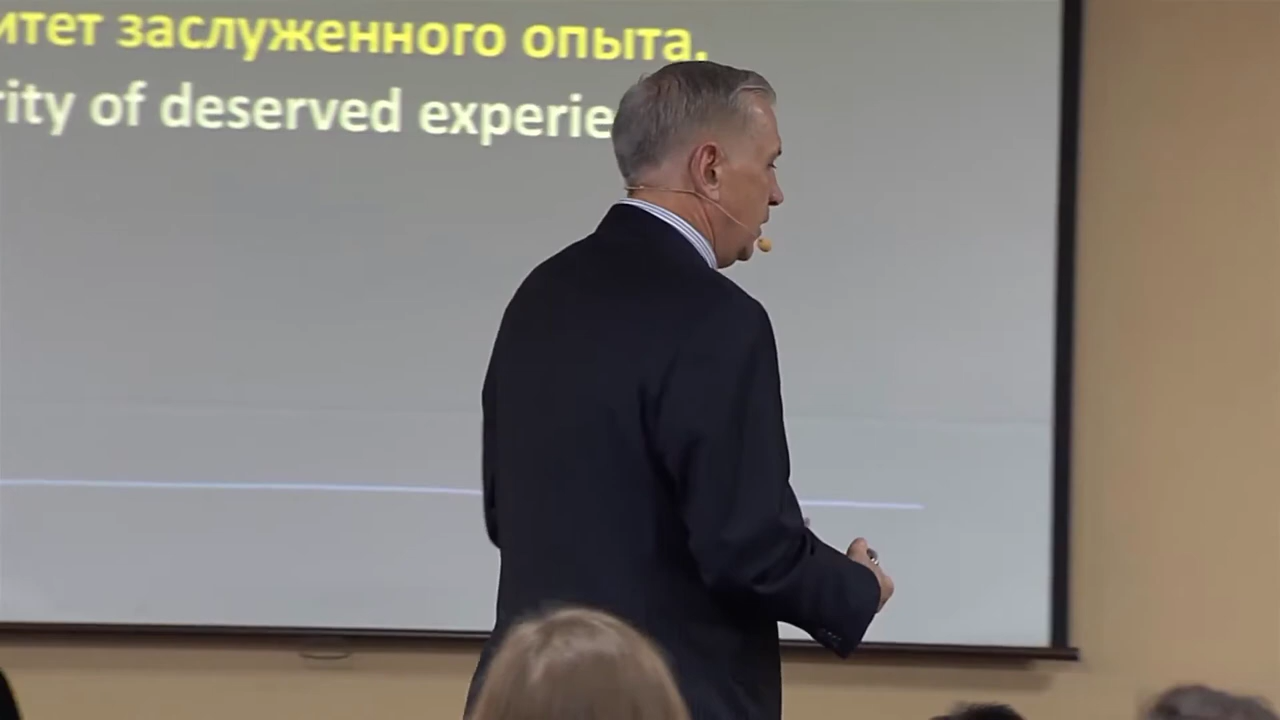 итет заслуженного опыта.
rity of deserved experie